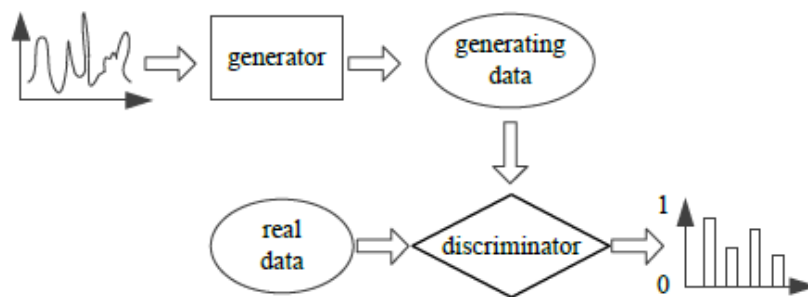 generator
generating
data
real
data
discriminator
1
0